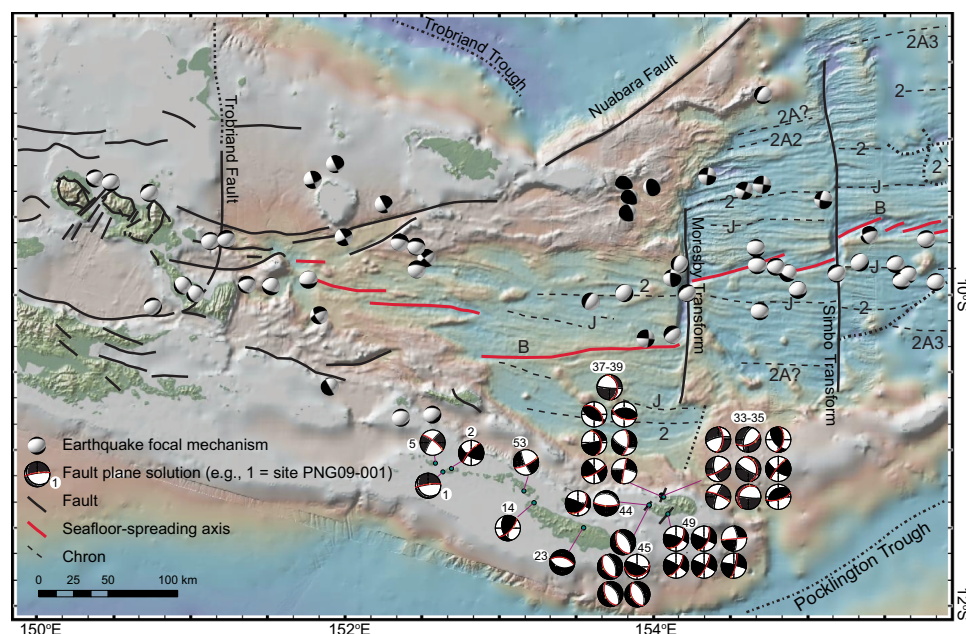 Trobriand Trough
Nuabara Fault
2A3
2
2A?
2A2
2
2
Trobriand Fault
J
2
B
J
Moresby Transform
J
2
J
J
2
10°S
Simbo Transform
2A3
B
2A?
37-39
J
2
33-35
Earthquake focal mechanism
5
2
53
Fault plane solution (e.g., 1 = site PNG09-001)
1
1
Fault
14
44
Seafloor-spreading axis
49
Chron
23
45
0 25 50 100 km
Pocklington Trough
12°S
150°E
152°E
154°E